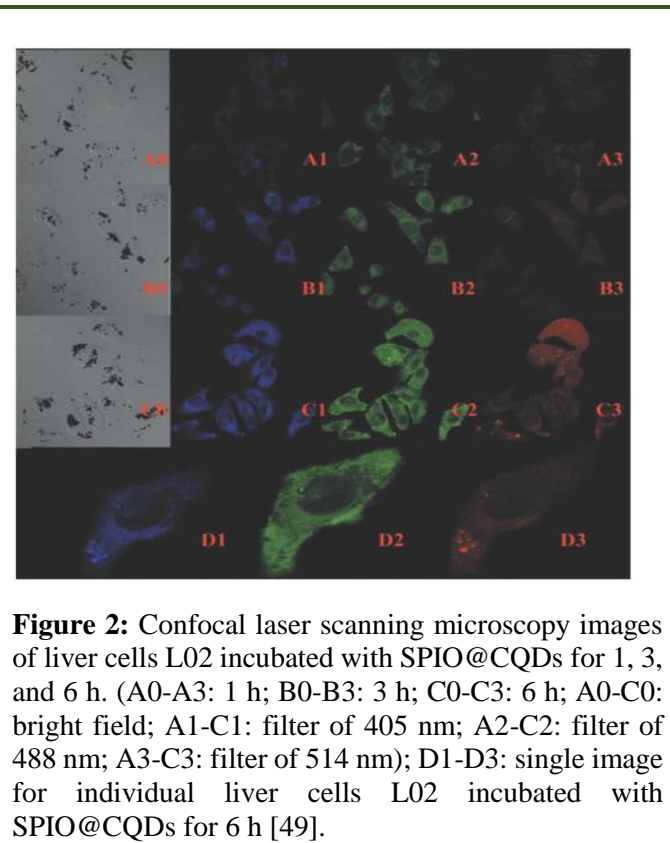 A0 A1 A2 A3
B0 B1 B2 B3
C0 C1 C2 C3
D1 D2 D3
Figure 2: Confocal laser scanning microscopy images
of liver cells L02 incubated with SPIO@CQDs for 1, 3,
and 6 h. (A0-A3: 1 h; B0-B3: 3 h; C0-C3: 6 h; A0-C0:
bright field; A1-C1: filter of 405 nm; A2-C2: filter of
488 nm; A3-C3: filter of 514 nm); D1-D3: single image
for individual liver cells L02 incubated with
SPIO@CQDs for 6 h [49].